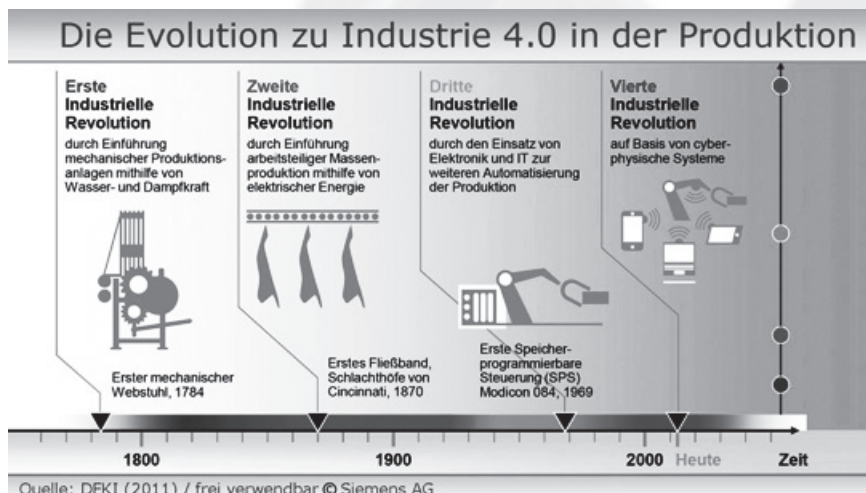 Die Evolution zu Industrie 4.0 in der Produktion
Erste
Industrielle
Revolution
durch Einführung
mechanischer Produktions-
anlagen mithilfe von
Wasser- und Dampfkraft
Zweite
Industrielle
Revolution
durch Einführung
arbeitsteiliger Massen-
produktion mithilfe von
elektrischer Energie
Dritte
Industrielle
Revolution
durch den Einsatz von
Elektronik und IT zur
weiteren Automatisierung
der Produktion
Vierte
Industrielle
Revolution
auf Basis von cyber-
physische Systeme
Erster mechanischer
Webstuhl, 1784
Erstes Fließband,
Schlachthöfe von
Cincinnati, 1870
Erste Speicher-
programmierbare
Steuerung (SPS)
Modicon 084, 1969
1800
1900
2000
Heute
Zeit
Quelle: DFKI (2011) / frei verwendbar © Siemens AG